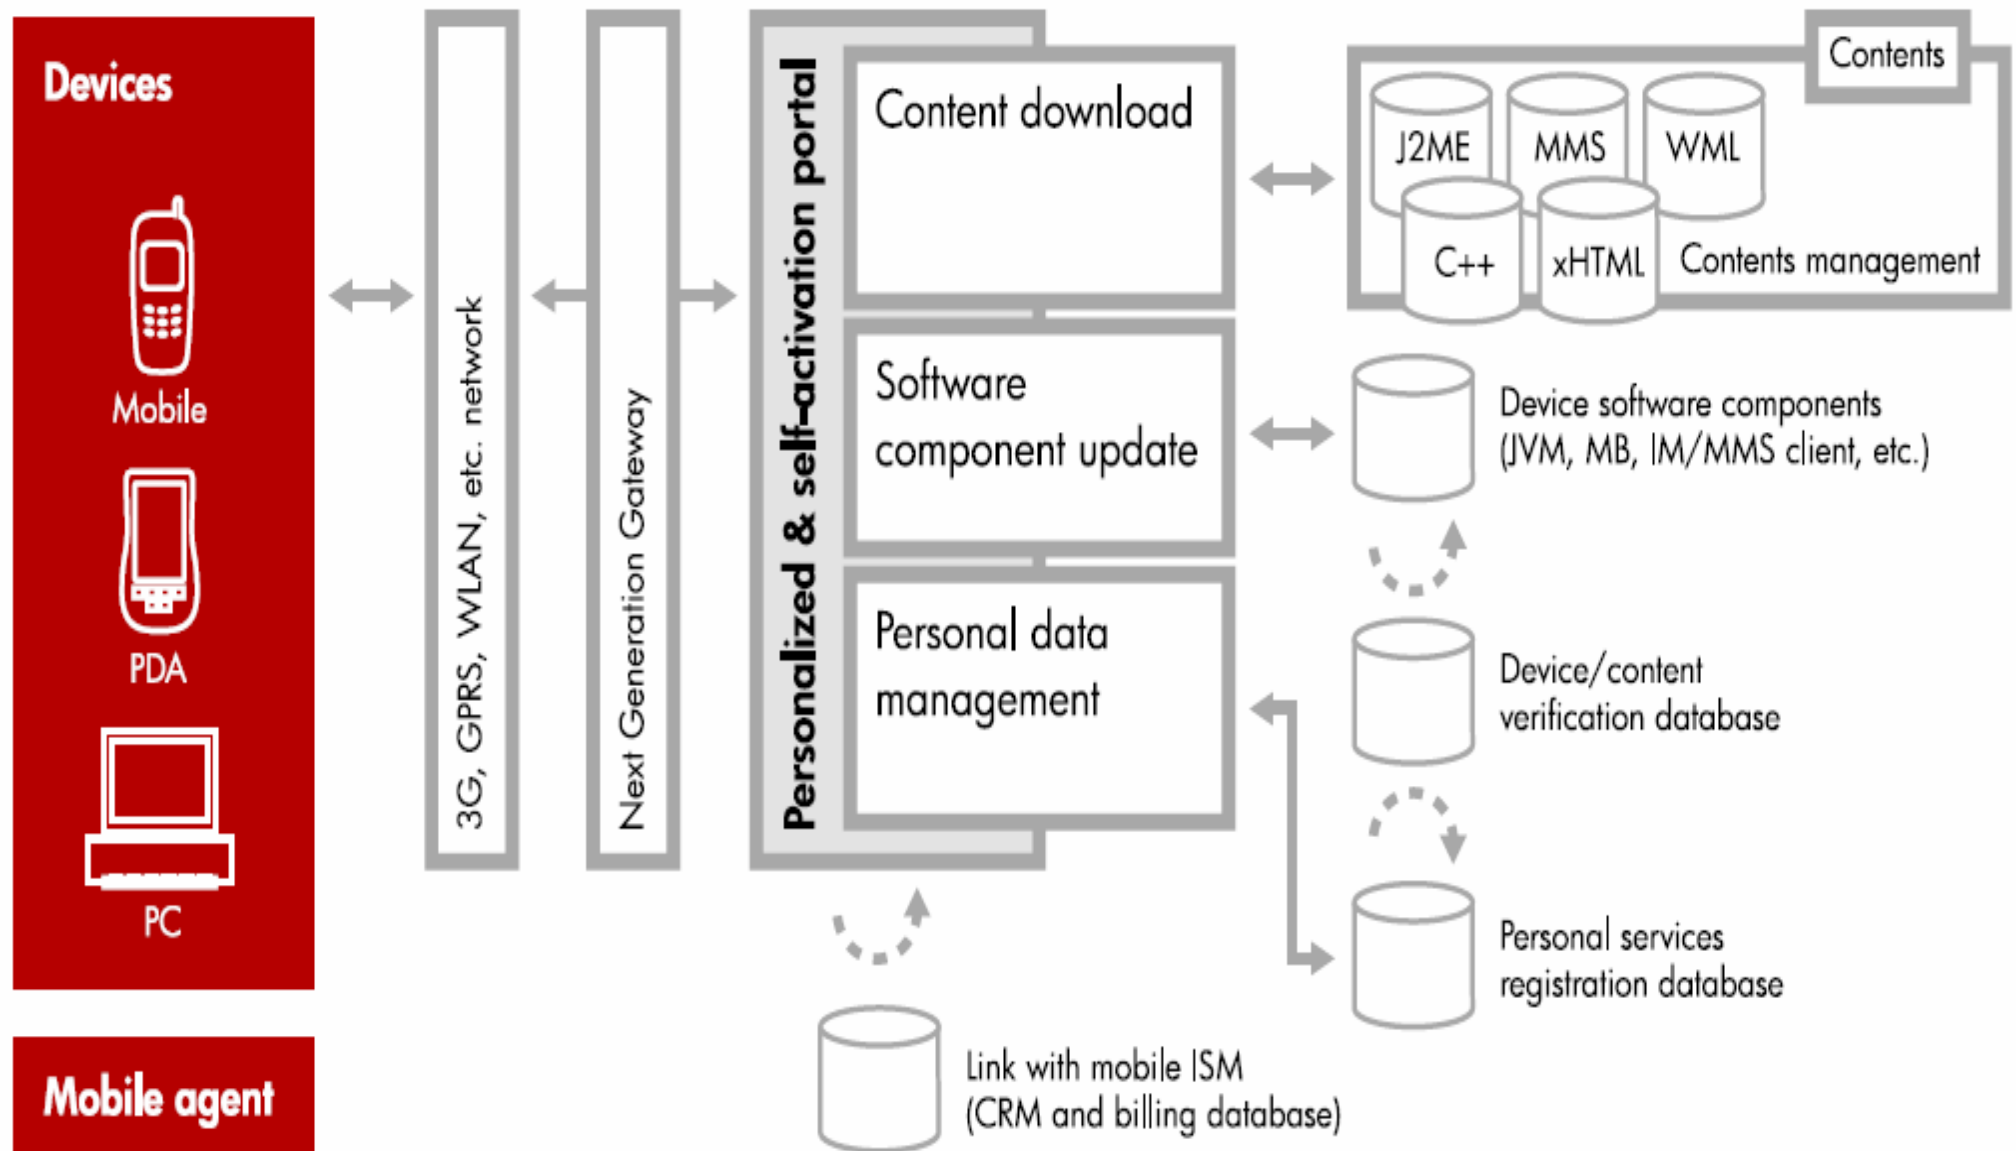 Devices
Mobile
PDA
PC
Mobile agent
3G, GPRS, WLAN, etc. network
Next Generation Gateway
Personalized & self-activation portal
Content download
Software
component update
Personal data
management
Contents
J2ME
MMS
WML
C++
xHTML
Contents management
Device software components
(JVM, MB, IM/MMS client, etc.)
Device/content
verification database
Personal services
registration database
Link with mobile ISM
(CRM and billing database)